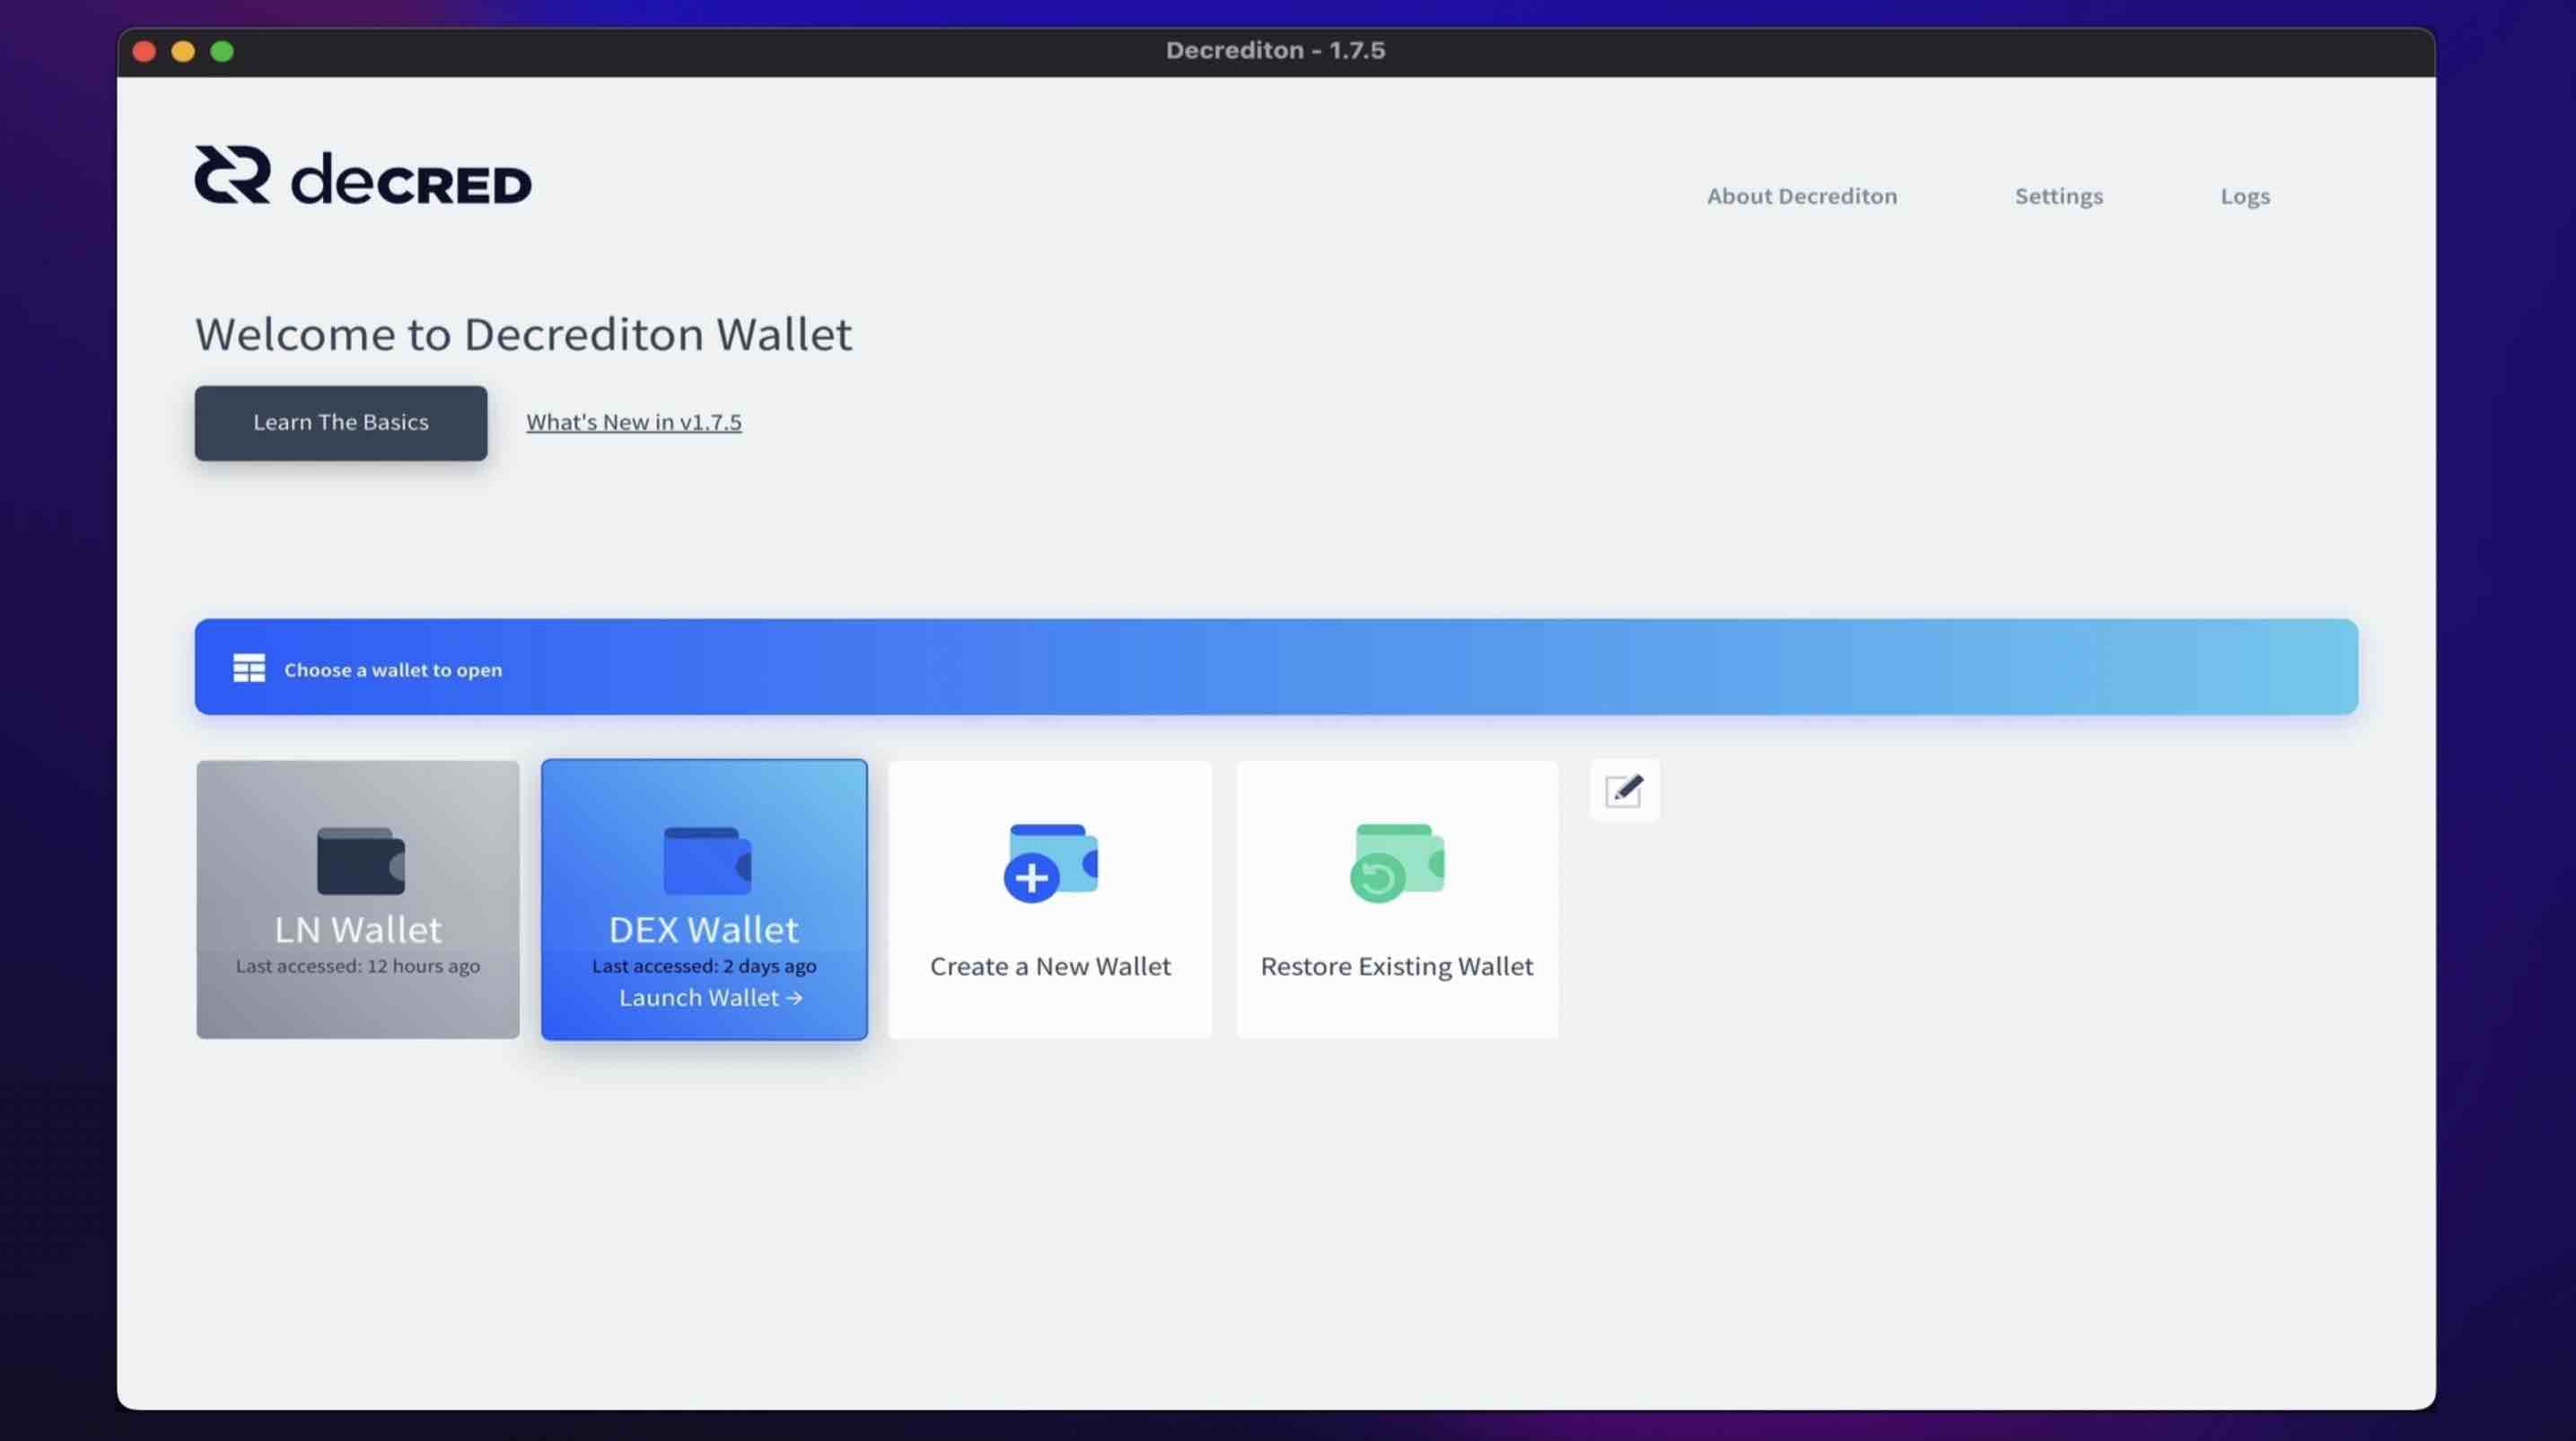 Decrediton - 1.7.5
decRED
About Decrediton
Settings
Logs
Welcome to Decrediton Wallet
Learn The Basics
What's New in v1.7.5
Choose a wallet to open
LN Wallet
Last accessed: 12 hours ago
DEX Wallet
Last accessed: 2 days ago
Launch Wallet →
Create a New Wallet
Restore Existing Wallet